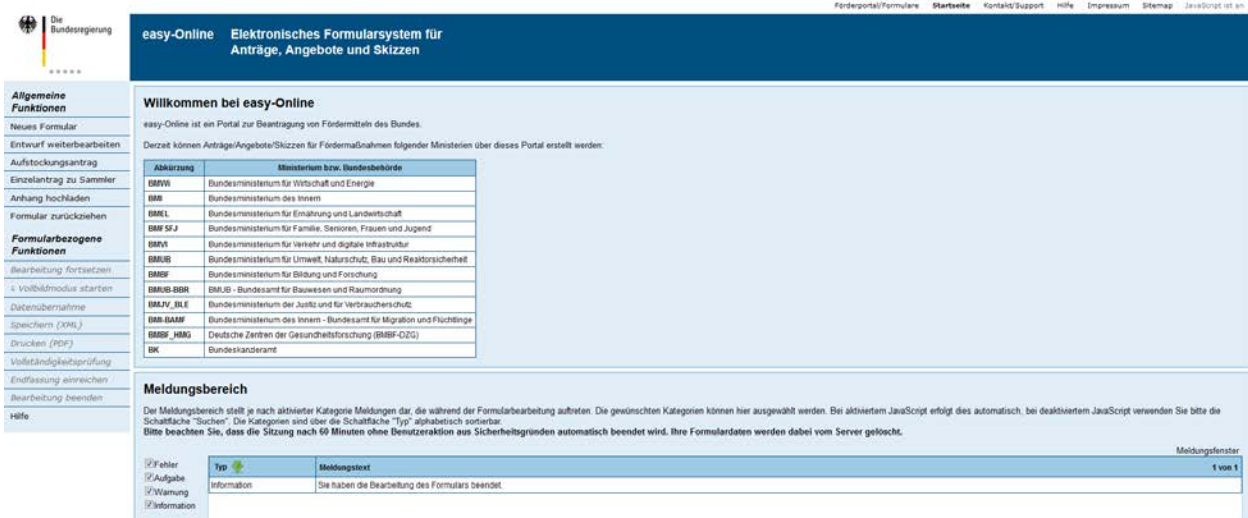 Förderportal/Formulare Startseite Kontakt/Support Hilfe Impressum Sitemap JavaScript ist an
Die
Bundesregierung
easy-Online Elektronisches Formularsystem für
Anträge, Angebote und Skizzen
Allgemeine
Funktionen
Neues Formular
Entwurf weiterbearbeiten
Aufstockungsantrag
Einzelantrag zu Sammler
Anhang hochladen
Formular zurückziehen
Formularbezogene
Funktionen
Bearbeitung fortsetzen
± Vollbildmodus starten
Datenübernahme
Speichern (XML)
Drucken (PDF)
Vollständigkeitsprüfung
Endfassung einreichen
Bearbeitung beenden
Hilfe
Willkommen bei easy-Online
easy-Online ist ein Portal zur Beantragung von Fördermitteln des Bundes.
Derzeit können Anträge/Angebote/Skizzen für Fördermaßnahmen folgender Ministerien über dieses Portal erstellt werden:
Abkürzung Ministerium bzw. Bundesbehörde
BMWi Bundesministerium für Wirtschaft und Energie
BMI Bundesministerium des Innern
BMEL Bundesministerium für Ernährung und Landwirtschaft
BMFSFJ Bundesministerium für Familie, Senioren, Frauen und Jugend
BMVI Bundesministerium für Verkehr und digitale Infrastruktur
BMUB Bundesministerium für Umwelt, Naturschutz, Bau und Reaktorsicherheit
BMBF Bundesministerium für Bildung und Forschung
BMUB-BBR BMUB - Bundesamt für Bauwesen und Raumordnung
BMJV_BLE Bundesministerium der Justiz und für Verbraucherschutz
BMI-BAMF Bundesministerium des Innern - Bundesamt für Migration und Flüchtlinge
BMBF_HMG Deutsche Zentren der Gesundheitsforschung (BMBF-DZG)
BK Bundeskanzleramt
Meldungsbereich
Der Meldungsbereich stellt je nach aktivierter Kategorie Meldungen dar, die während der Formularbearbeitung auftreten. Die gewünschten Kategorien können hier ausgewählt werden. Bei aktiviertem JavaScript erfolgt dies automatisch, bei deaktiviertem JavaScript verwenden Sie bitte die
Schaltfläche "Suchen". Die Kategorien sind über die Schaltfläche "Typ" alphabetisch sortierbar.
Bitte beachten Sie, dass die Sitzung nach 60 Minuten ohne Benutzeraktion aus Sicherheitsgründen automatisch beendet wird. Ihre Formulardaten werden dabei vom Server gelöscht.
Meldungsfenster
Fehler
Aufgabe
Warnung
Information
Typ Meldungstext 1 von 1
Information Sie haben die Bearbeitung des Formulars beendet.